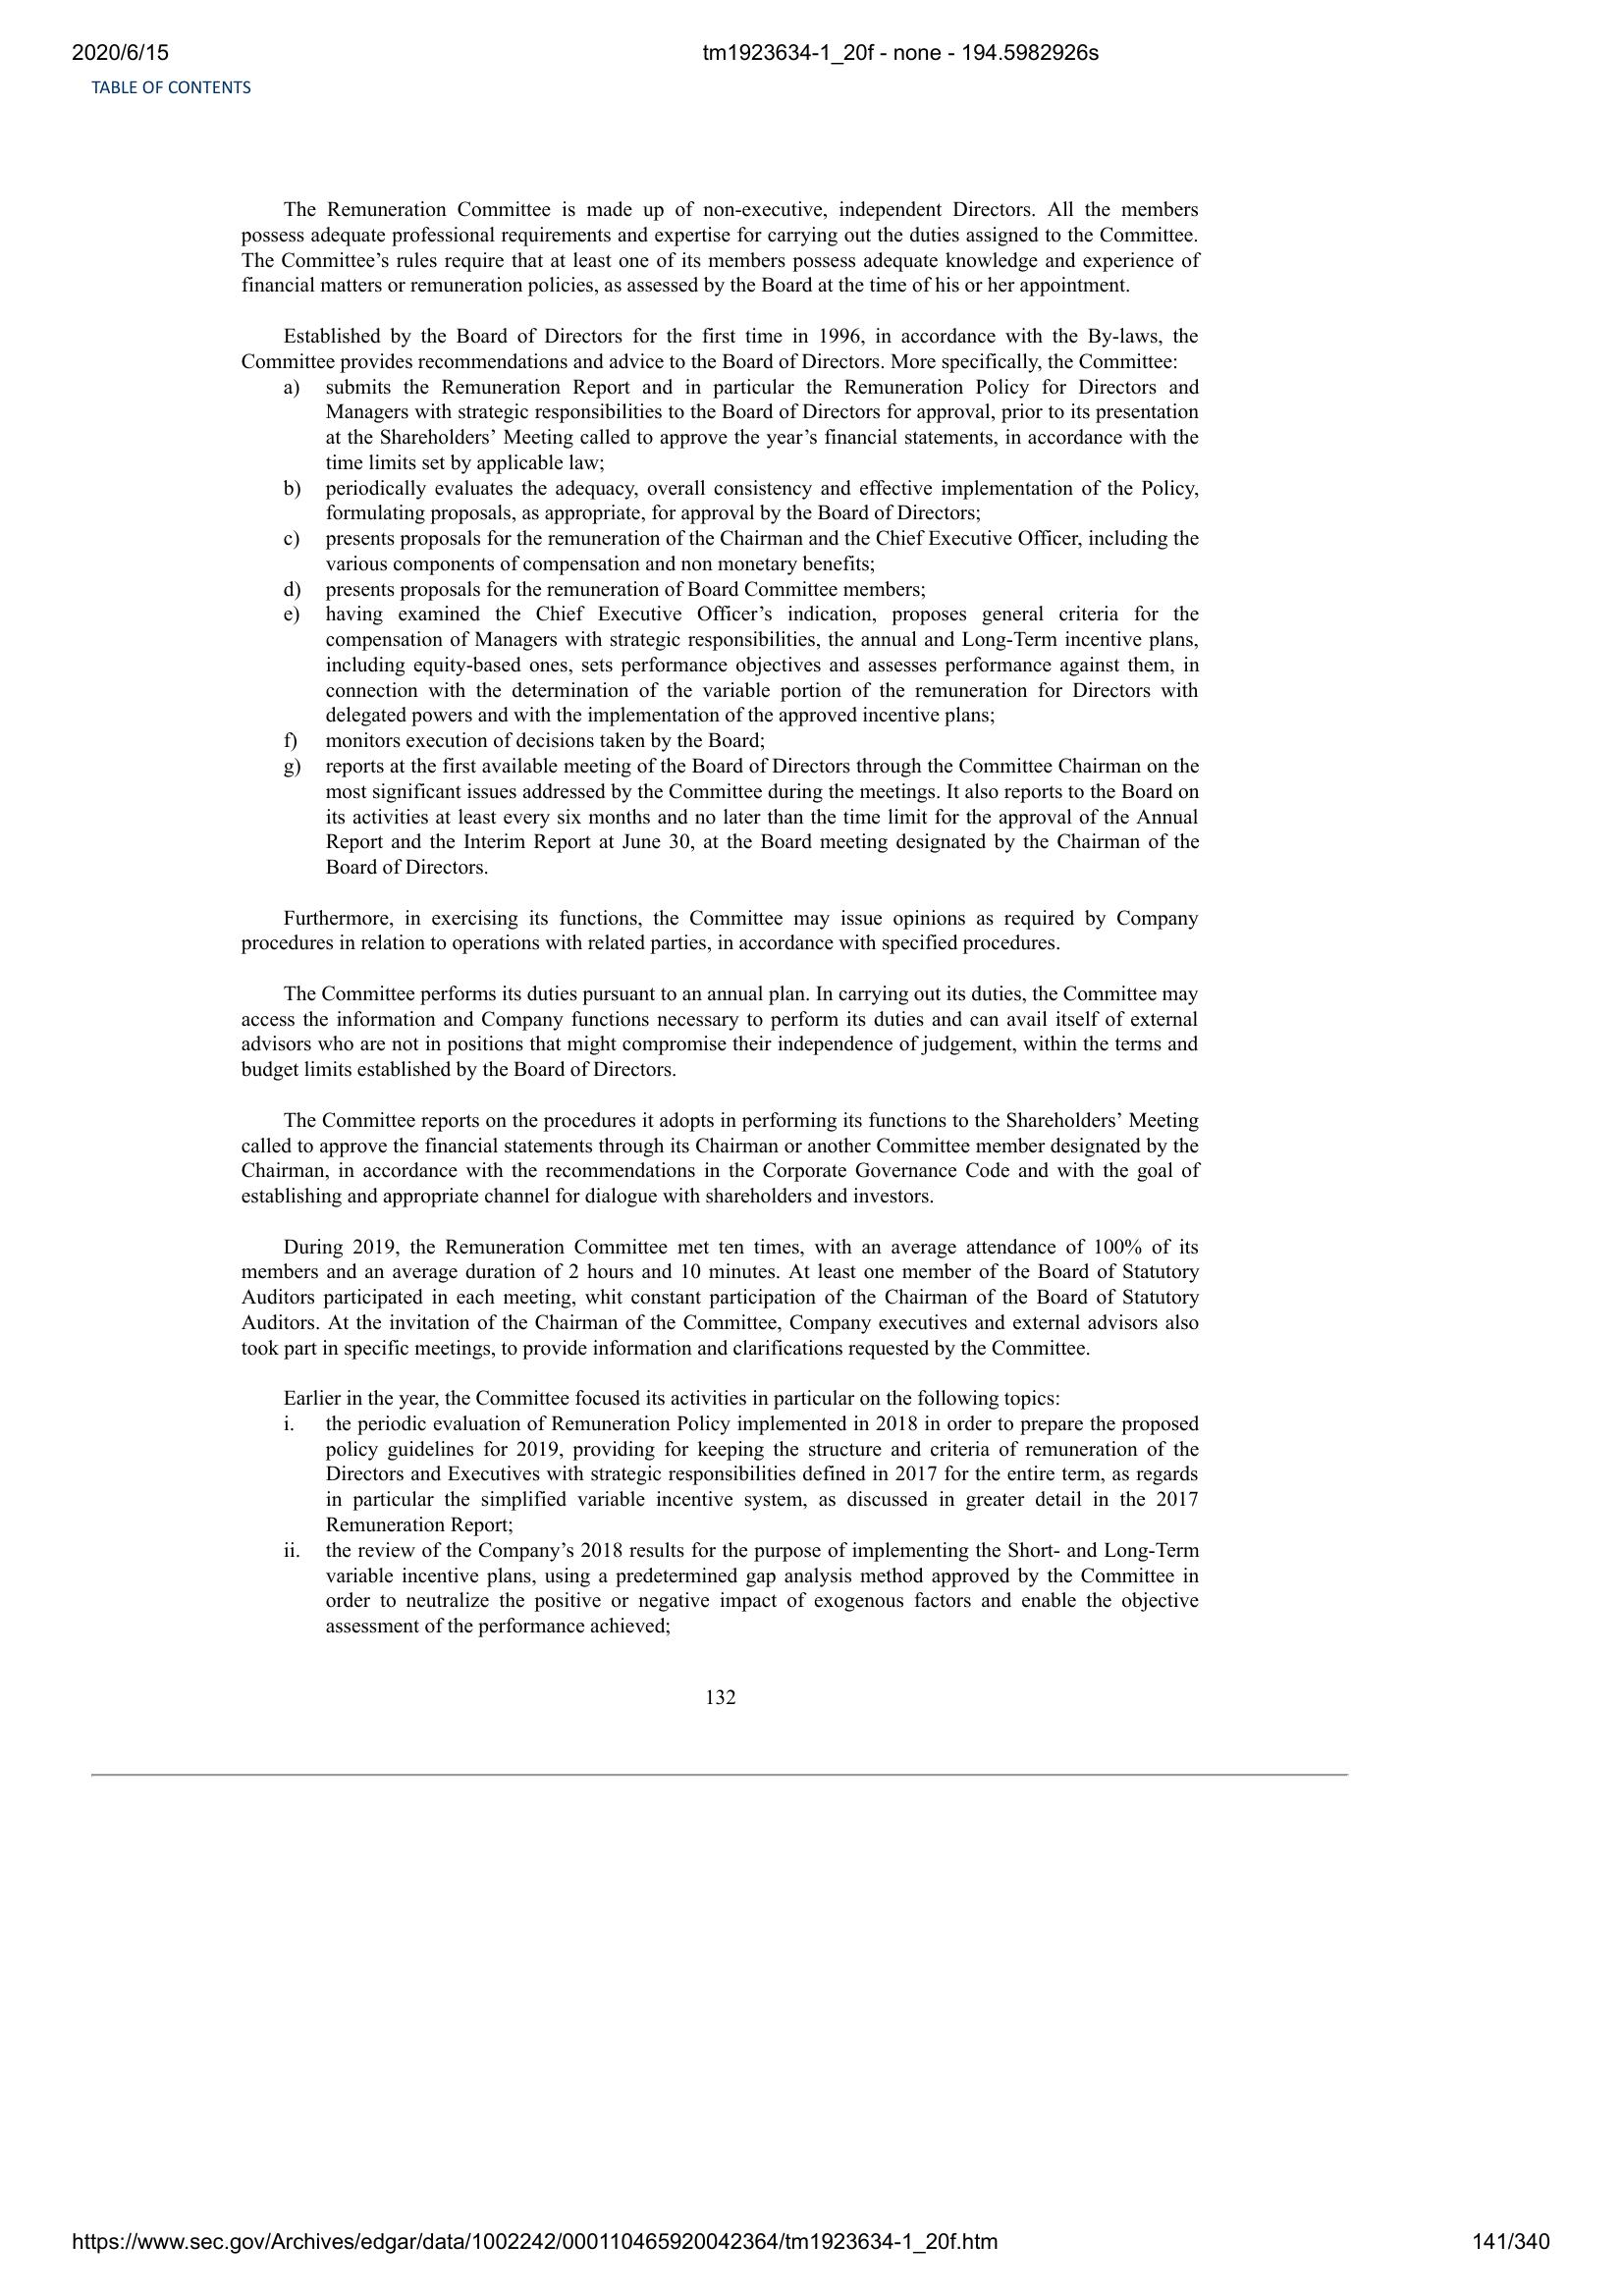 2020/6/15
tm1923634-1_20f - none - 194.5982926s
TABLE OF CONTENTS
The Remuneration Committee is made up of non-executive, independent Directors. All the members
possess adequate professional requirements and expertise for carrying out the duties assigned to the Committee.
The Committee’s rules require that at least one of its members possess adequate knowledge and experience of
financial matters or remuneration policies, as assessed by the Board at the time of his or her appointment.
Established by the Board of Directors for the first time in 1996, in accordance with the By-laws, the
Committee provides recommendations and advice to the Board of Directors. More specifically, the Committee:
a) submits the Remuneration Report and in particular the Remuneration Policy for Directors and
Managers with strategic responsibilities to the Board of Directors for approval, prior to its presentation
at the Shareholders’ Meeting called to approve the year’s financial statements, in accordance with the
time limits set by applicable law;
b) periodically evaluates the adequacy, overall consistency and effective implementation of the Policy,
formulating proposals, as appropriate, for approval by the Board of Directors;
c) presents proposals for the remuneration of the Chairman and the Chief Executive Officer, including the
various components of compensation and non monetary benefits;
d) presents proposals for the remuneration of Board Committee members;
e) having examined the Chief Executive Officer’s indication, proposes general criteria for the
compensation of Managers with strategic responsibilities, the annual and Long-Term incentive plans,
including equity-based ones, sets performance objectives and assesses performance against them, in
connection with the determination of the variable portion of the remuneration for Directors with
delegated powers and with the implementation of the approved incentive plans;
f) monitors execution of decisions taken by the Board;
g) reports at the first available meeting of the Board of Directors through the Committee Chairman on the
most significant issues addressed by the Committee during the meetings. It also reports to the Board on
its activities at least every six months and no later than the time limit for the approval of the Annual
Report and the Interim Report at June 30, at the Board meeting designated by the Chairman of the
Board of Directors.
Furthermore, in exercising its functions, the Committee may issue opinions as required by Company
procedures in relation to operations with related parties, in accordance with specified procedures.
The Committee performs its duties pursuant to an annual plan. In carrying out its duties, the Committee may
access the information and Company functions necessary to perform its duties and can avail itself of external
advisors who are not in positions that might compromise their independence of judgement, within the terms and
budget limits established by the Board of Directors.
The Committee reports on the procedures it adopts in performing its functions to the Shareholders’ Meeting
called to approve the financial statements through its Chairman or another Committee member designated by the
Chairman, in accordance with the recommendations in the Corporate Governance Code and with the goal of
establishing and appropriate channel for dialogue with shareholders and investors.
During 2019, the Remuneration Committee met ten times, with an average attendance of 100% of its
members and an average duration of 2 hours and 10 minutes. At least one member of the Board of Statutory
Auditors participated in each meeting, whit constant participation of the Chairman of the Board of Statutory
Auditors. At the invitation of the Chairman of the Committee, Company executives and external advisors also
took part in specific meetings, to provide information and clarifications requested by the Committee.
Earlier in the year, the Committee focused its activities in particular on the following topics:
i. the periodic evaluation of Remuneration Policy implemented in 2018 in order to prepare the proposed
policy guidelines for 2019, providing for keeping the structure and criteria of remuneration of the
Directors and Executives with strategic responsibilities defined in 2017 for the entire term, as regards
in particular the simplified variable incentive system, as discussed in greater detail in the 2017
Remuneration Report;
ii. the review of the Company’s 2018 results for the purpose of implementing the Short- and Long-Term
variable incentive plans, using a predetermined gap analysis method approved by the Committee in
order to neutralize the positive or negative impact of exogenous factors and enable the objective
assessment of the performance achieved;
132
https://www.sec.gov/Archives/edgar/data/1002242/000110465920042364/tm1923634-1_20f.htm
141/340